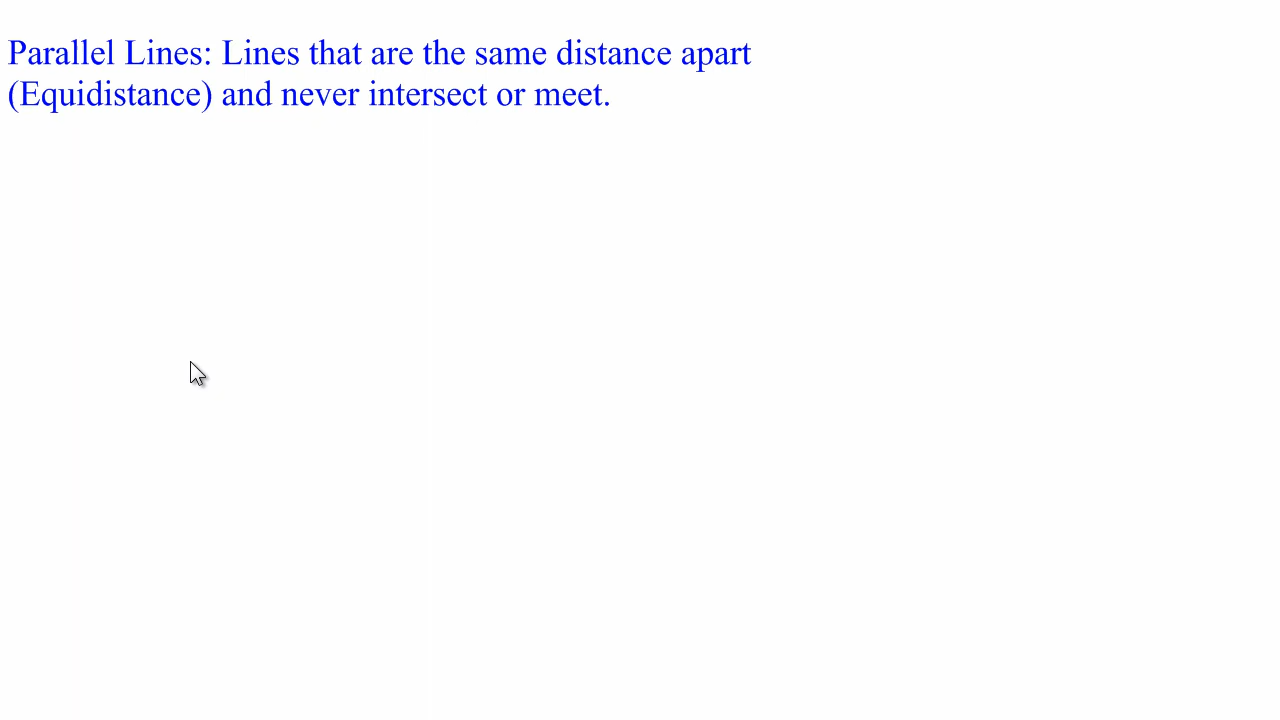 Parallel Lines: Lines that are the same distance apart
(Equidistance) and never intersect or meet.